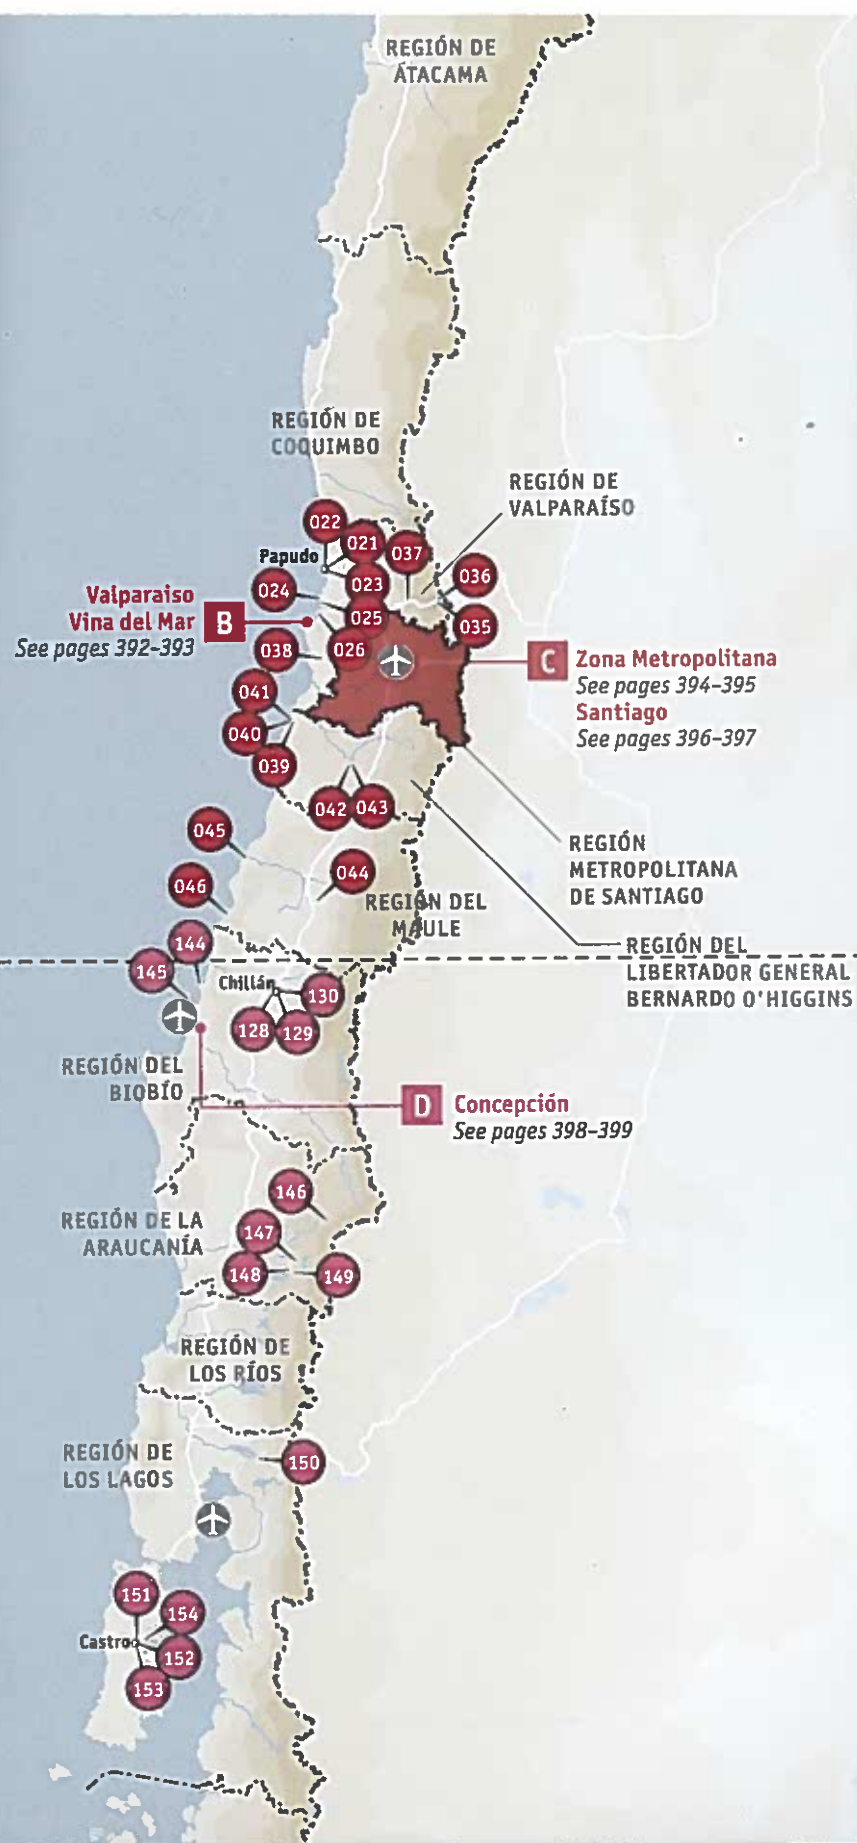 REGIÓN DE
ATACAMA
REGIÓN DE
COQUIMBO
REGIÓN DE
VALPARAÍSO
022
021
037
Papudo
036
024
023
Valparaiso
Vina del Mar
See pages 392–393
B
025
035
038
026
C
Zona Metropolitana
See pages 394–395
Santiago
See pages 396–397
041
040
039
042
043
045
044
046
REGIÓN
METROPOLITANA
DE SANTIAGO
REGIÓN DEL
MAULE
REGIÓN DEL
LIBERTADOR GENERAL
BERNARDO O'HIGGINS
144
145
Chillán
130
128
129
REGIÓN DEL
BIOBÍO
D
Concepción
See pages 398–399
146
REGIÓN DE LA
ARAUCANÍA
147
148
149
REGIÓN DE
LOS RÍOS
REGIÓN DE
LOS LAGOS
150
151
154
Castro
152
153